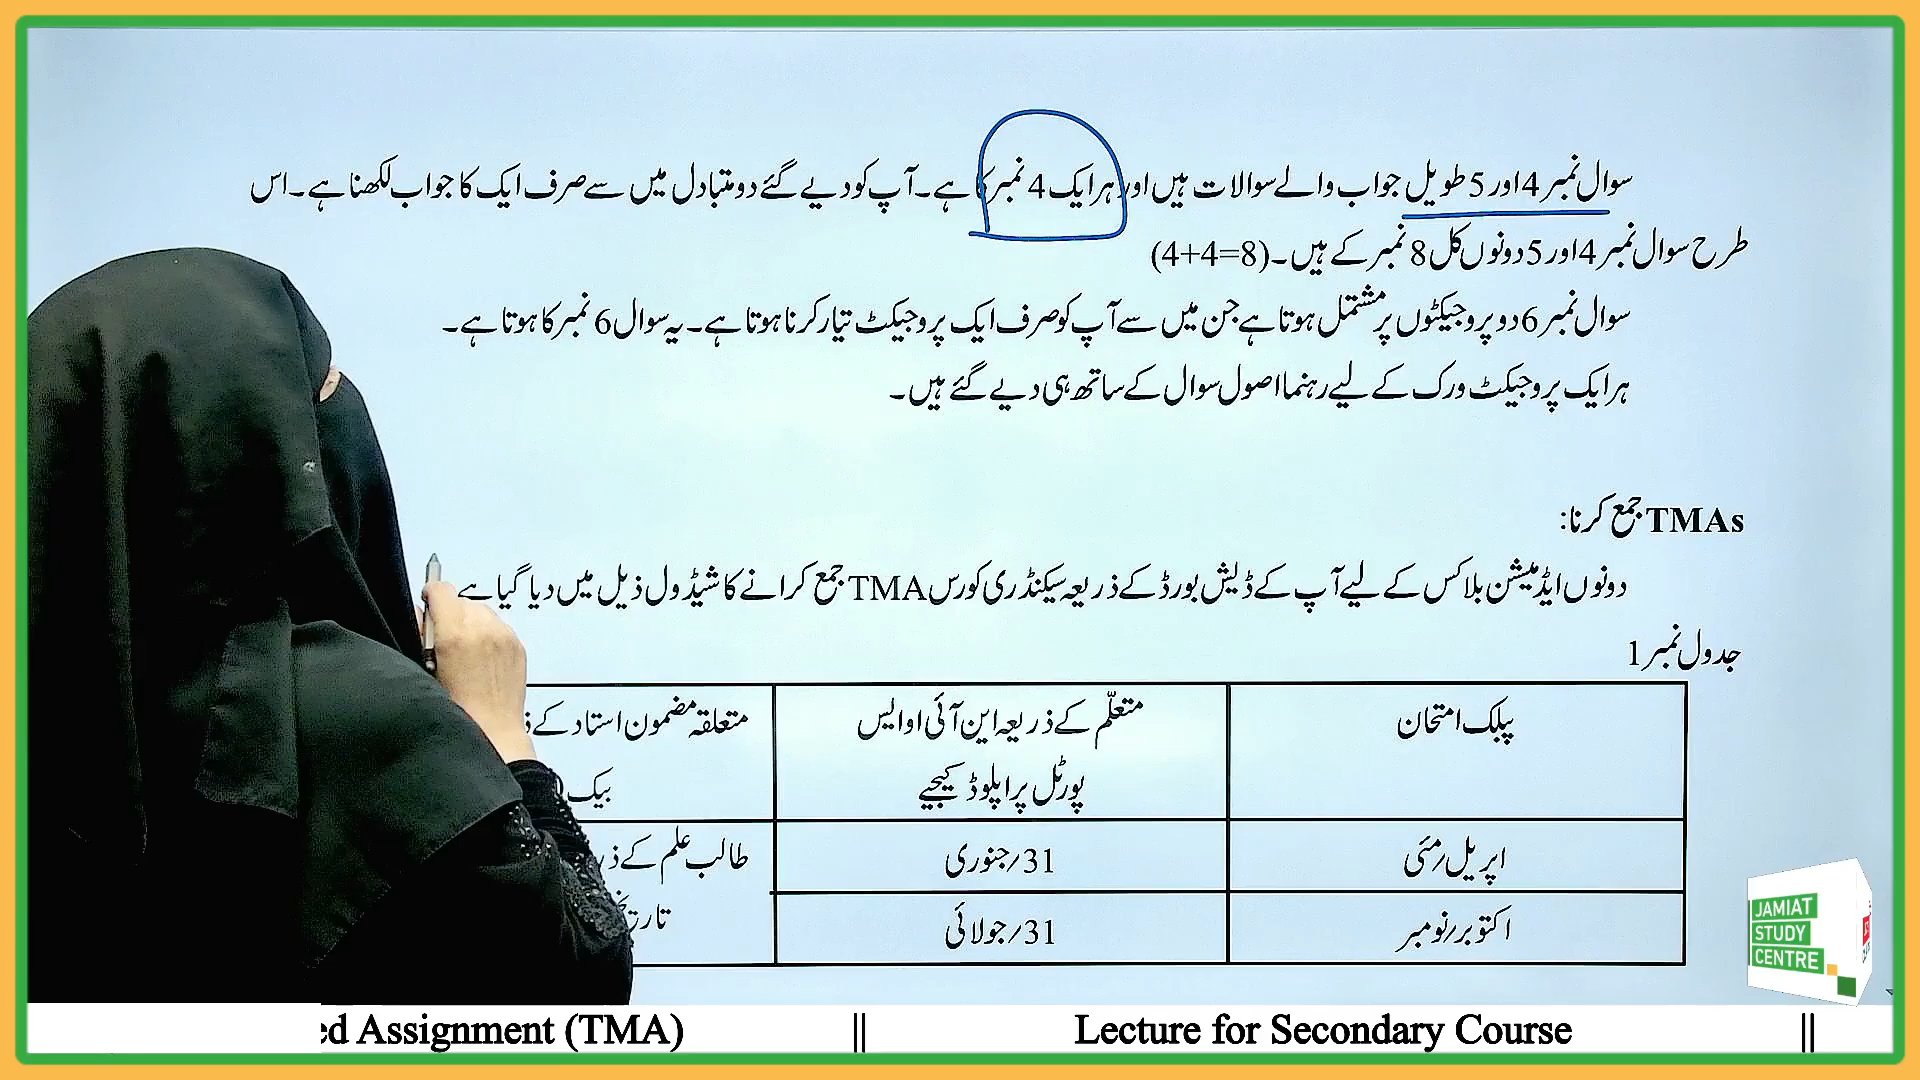 سوال نمبر 4 اور 5 طویل جواب والے سوالات ہیں اور ہر ایک 4 نمبر کا ہے۔ آپ کو دیے گئے دو متبادل میں سے صرف ایک کا جواب لکھنا ہے۔ اس
طرح سوال نمبر 4 اور 5 دونوں کل 8 نمبر کے ہیں۔ (4+4=8)
سوال نمبر 6 دو پروجیکٹوں پر مشتمل ہوتا ہے جن میں سے آپ کو صرف ایک پروجیکٹ تیار کرنا ہوتا ہے۔ یہ سوال 6 نمبر کا ہوتا ہے۔
ہر ایک پروجیکٹ ورک کے لیے رہنما اصول سوال کے ساتھ ہی دیے گئے ہیں۔
TMAs جمع کرنا:
دونوں ایڈمیشن بلاکس کے لیے آپ کے ڈیش بورڈ کے ذریعہ سیکنڈری کورس TMA جمع کرانے کا شیڈول ذیل میں دیا گیا ہے
جدول نمبر 1
پبلک امتحان
متعلّم کے ذریعہ این آئی او ایس
پورٹل پر اپلوڈ کیجیے
متعلقہ مضمون استاد کے
بیک
اپریل/مئی
31/جنوری
طالب علم کے
اکتوبر/نومبر
31/جولائی
JAMIAT
STUDY
CENTRE
ed Assignment (TMA) || Lecture for Secondary Course ||